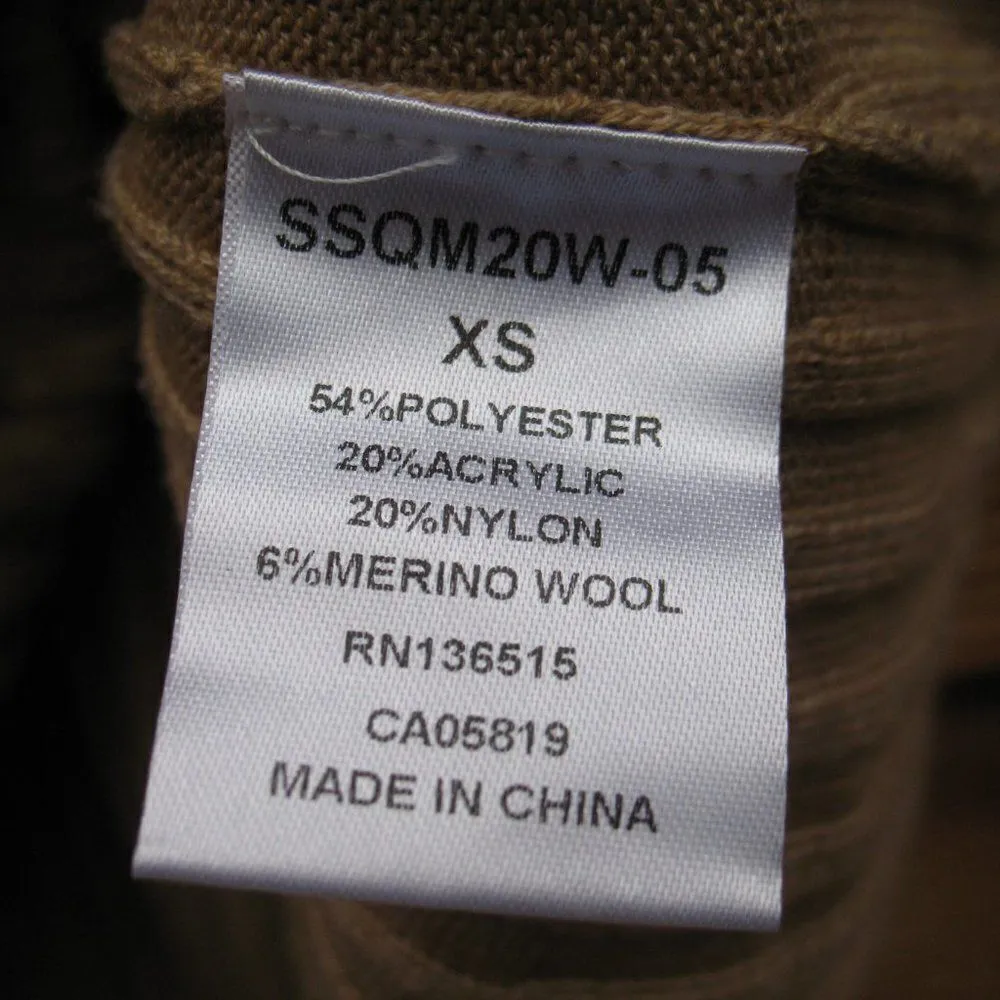 SSQM20W-05
XS
54%POLYESTER
20%ACRYLIC
20%NYLON
6%MERINO WOOL
RN136515
CA05819
MADE IN CHINA